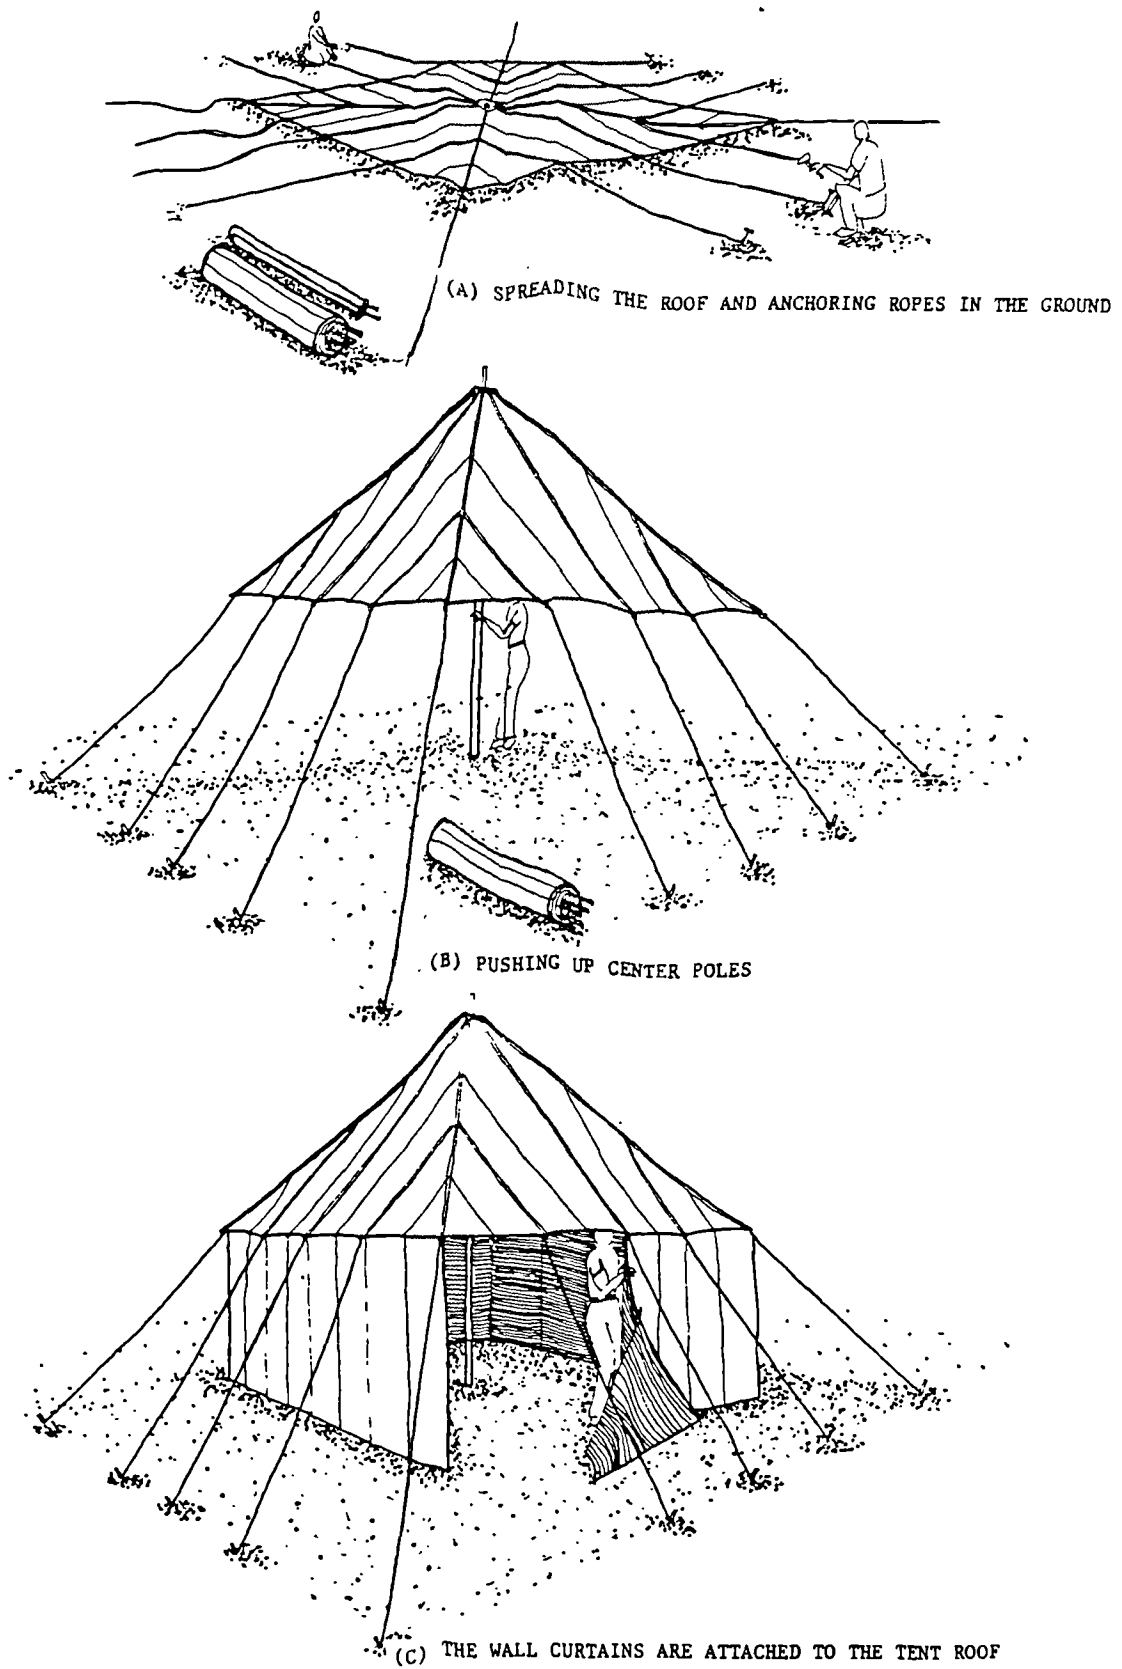 (A) SPREADING THE ROOF AND ANCHORING ROPES IN THE GROUND
(B) PUSHING UP CENTER POLES
(C) THE WALL CURTAINS ARE ATTACHED TO THE TENT ROOF